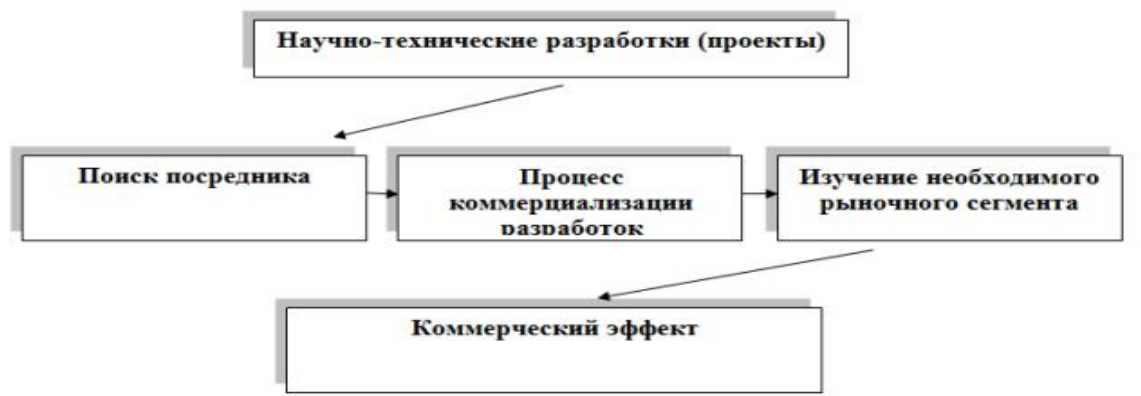 Научно-технические разработки (проекты)
Поиск посредника
Процесс
коммерциализации
разработок
Изучение необходимого
рыночного сегмента
Коммерческий эффект